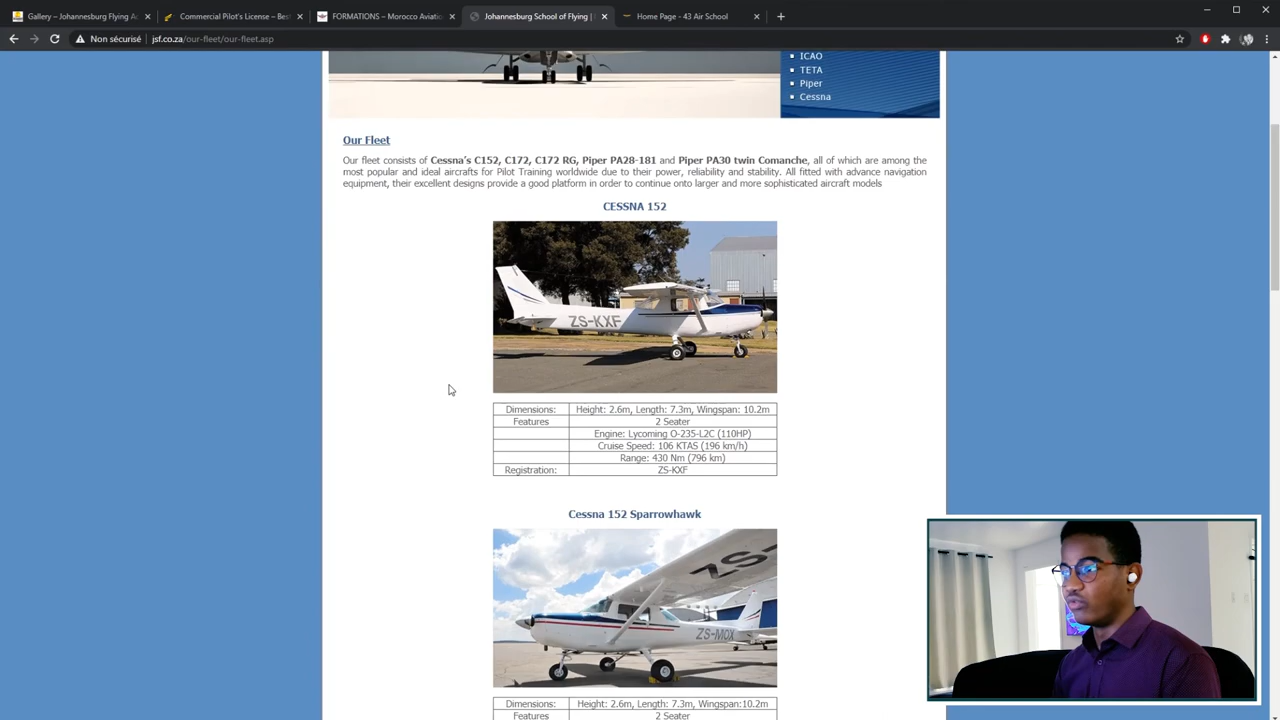 Gallery – Johannesburg Flying A
Commercial Pilot's License – Bes
FORMATIONS – Morocco Aviatio
Johannesburg School of Flying |
Home Page - 43 Air School
Non sécurisé
jsf.co.za/our-fleet/our-fleet.asp
ICAO
TETA
Piper
Cessna
Our Fleet
Our fleet consists of Cessna's C152, C172, C172 RG, Piper PA28-181 and Piper PA30 twin Comanche, all of which are among the
most popular and ideal aircrafts for Pilot Training worldwide due to their power, reliability and stability. All fitted with advance navigation
equipment, their excellent designs provide a good platform in order to continue onto larger and more sophisticated aircraft models
CESSNA 152
ZS-KXF
Dimensions: Height: 2.6m, Length: 7.3m, Wingspan: 10.2m
Features 2 Seater
Engine: Lycoming O-235-L2C (110HP)
Cruise Speed: 106 KTAS (196 km/h)
Range: 430 Nm (796 km)
Registration: ZS-KXF
Cessna 152 Sparrowhawk
ZS-
ZS-MOX
Dimensions: Height: 2.6m, Length: 7.3m, Wingspan:10.2m
Features 2 Seater